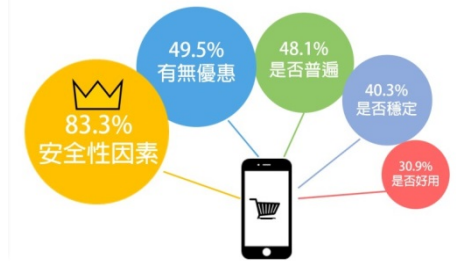 83.3%
安全性因素
49.5%
有無優惠
48.1%
是否普遍
40.3%
是否穩定
30.9%
是否好用